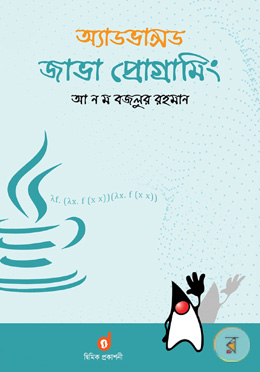 অ্যাডভান্সড
জাভা প্রোগ্রামিং
আ ন ম বজলুর রহমান
λf. (λx. f (x x))(λx. f (x x))
দ্বিমিক প্রকাশনী